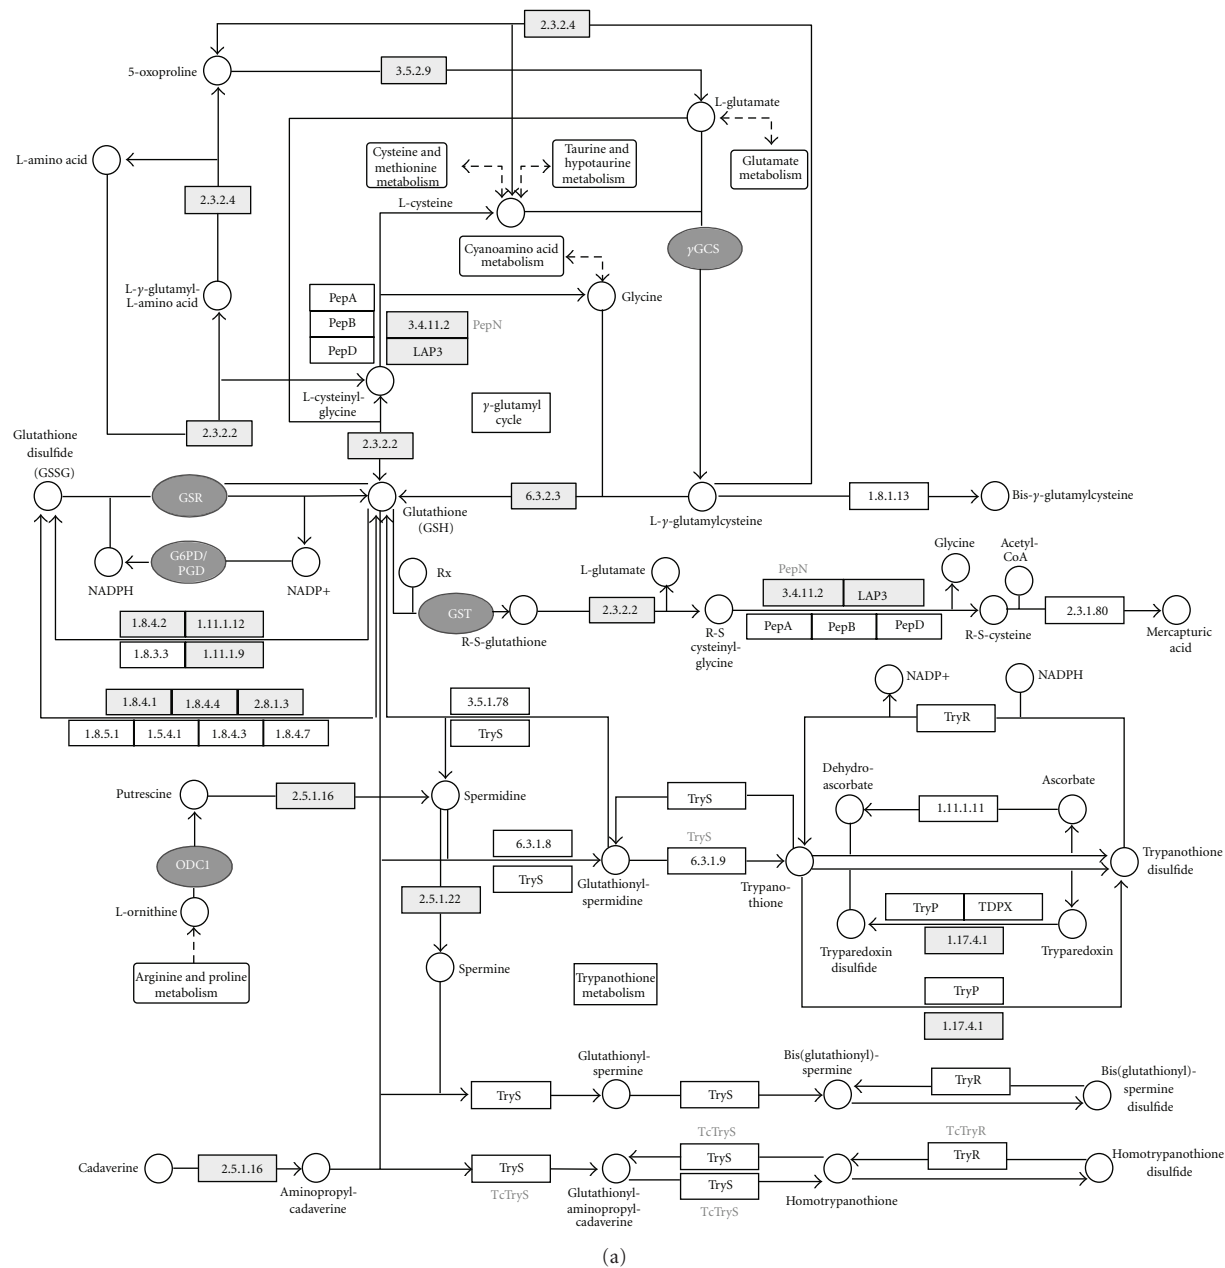 2.3.2.4
5-oxoproline
3.5.2.9
L-glutamate
L-amino acid
Cysteine and
methionine
metabolism
Taurine and
hypotaurine
metabolism
Glutamate
metabolism
2.3.2.4
L-cysteine
γGCS
Cyanoamino acid
metabolism
L-γ-glutamyl-
L-amino acid
PepA
Glycine
PepB
3.4.11.2
PepN
PepD
LAP3
L-cysteinyl-
glycine
γ-glutamyl
cycle
2.3.2.2
2.3.2.2
Glutathione
disulfide
(GSSG)
GSR
Glutathione
(GSH)
6.3.2.3
L-γ-glutamylcysteine
1.8.1.13
Bis-γ-glutamylcysteine
NADPH
G6PD/
PGD
NADP+
Rx
GST
R-S-glutathione
L-glutamate
2.3.2.2
R-S
cysteinyl-
glycine
PepN
3.4.11.2
LAP3
PepA
PepB
PepD
Glycine
Acetyl-
CoA
R-S-cysteine
2.3.1.80
Mercapturic
acid
1.8.4.2
1.11.1.12
1.8.3.3
1.11.1.9
1.8.4.1
1.8.4.4
2.8.1.3
1.8.5.1
1.5.4.1
1.8.4.3
1.8.4.7
3.5.1.78
TryS
NADP+
NADPH
TryR
Putrescine
2.5.1.16
Spermidine
TryS
Dehydro-
ascorbate
1.11.1.11
Ascorbate
ODC1
6.3.1.8
TryS
Glutathionyl-
spermidine
TryS
6.3.1.9
Trypano-
thione
Trypanothione
disulfide
L-ornithine
2.5.1.22
TryP
TDPX
1.17.4.1
Tryparedoxin
disulfide
Tryparedoxin
Arginine and proline
metabolism
Spermine
Trypanothione
metabolism
TryP
1.17.4.1
TryS
Glutathionyl-
spermine
TryS
Bis(glutathionyl)-
spermine
TryR
Bis(glutathionyl)-
spermine
disulfide
Cadaverine
2.5.1.16
Aminopropyl-
cadaverine
TryS
TcTryS
Glutathionyl-
aminopropyl-
cadaverine
TcTryS
TryS
TryS
TcTryS
Homotrypanothione
TcTryR
TryR
Homotrypanothione
disulfide
(a)